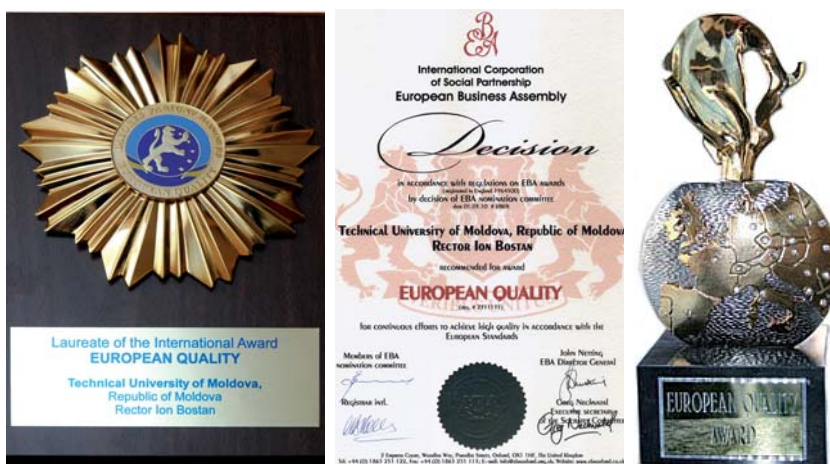 EUROPEAN QUALITY
Laureate of the International Award
EUROPEAN QUALITY
Technical University of Moldova,
Republic of Moldova
Rector Ion Bostan
EBA
International Corporation
of Social Partnership
European Business Assembly
Decision
in accordance with regulations on EBA awards
by decision of EBA nomination committee
Technical University of Moldova, Republic of Moldova
Rector Ion Bostan
recommended for award
EUROPEAN QUALITY
for continuous efforts to achieve high quality in accordance with the
European Standards
Members of EBA
nomination committee
John Netting
EBA Director General
Registrar intl.
Executive secretary
EUROPEAN QUALITY
AWARD